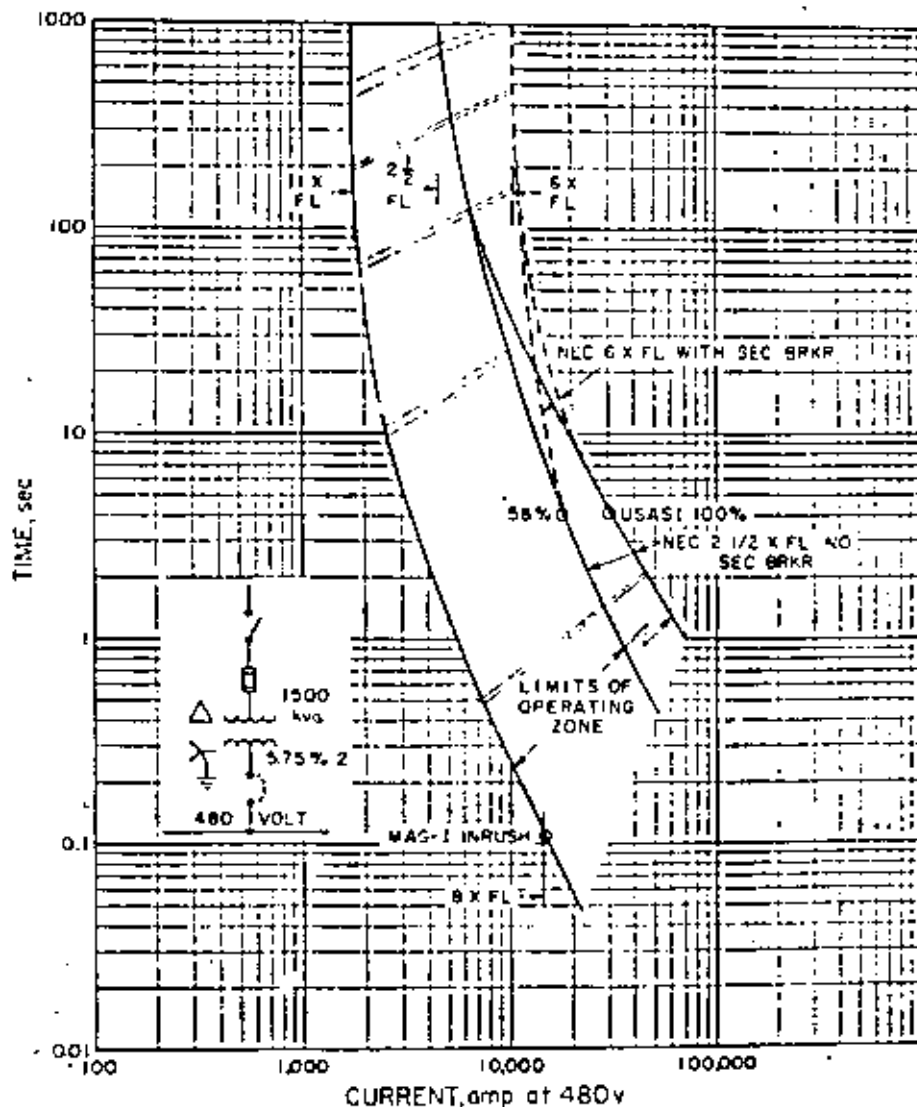 1000
100
10
1
0.1
0.01
TIME, sec
100
1,000
10,000
100,000
CURRENT, amp at 480v
1 X
FL
2 1/2
FL
6 X
FL
NEC 6 X FL WITH SEC BRKR
58%
USASI 100%
NEC 2 1/2 X FL NO
SEC BRKR
LIMITS OF
OPERATING
ZONE
1500
kva
5.75% Z
480 VOLT
MAG-I INRUSH
8 X FL